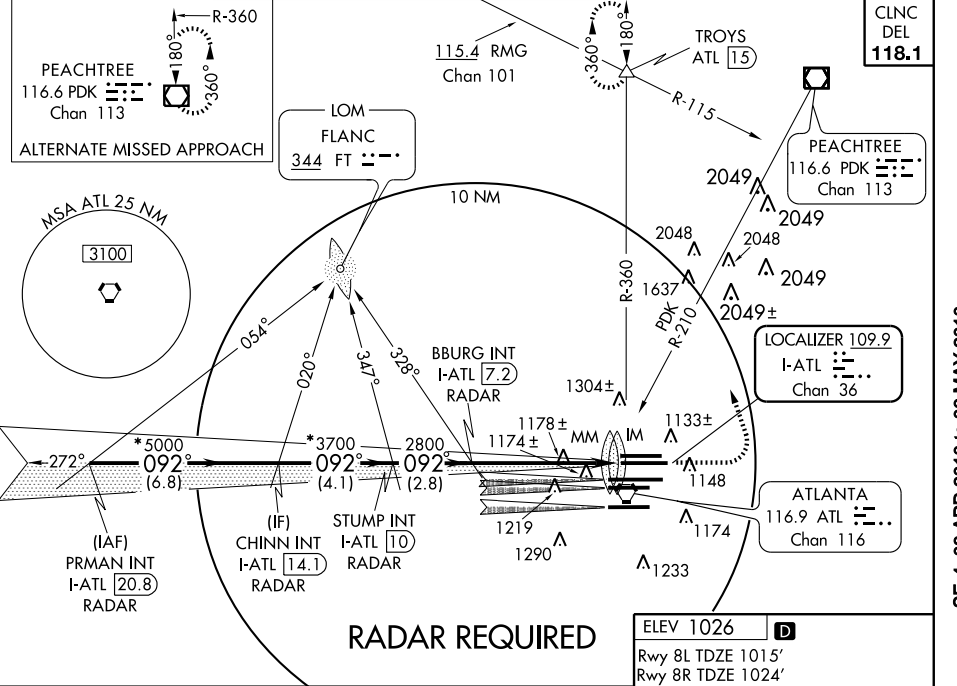 R-360
180°
360°
PEACHTREE
116.6 PDK
Chan 113
ALTERNATE MISSED APPROACH
115.4 RMG
Chan 101
360°
180°
TROYS
ATL 15
CLNC
DEL
118.1
R-115
LOM
FLANC
344 FT
PEACHTREE
116.6 PDK
Chan 113
MSA ATL 25 NM
3100
10 NM
2049
2049
2048
2048
2049
1637
2049±
R-360
PDK
R-210
054°
020°
347°
328°
BBURG INT
I-ATL 7.2
RADAR
LOCALIZER 109.9
I-ATL
Chan 36
1304±
1133±
1178±
1174±
MM
IM
272°
*5000
092°
(6.8)
*3700
092°
(4.1)
2800
092°
(2.8)
1148
1219
1290
1174
1233
ATLANTA
116.9 ATL
Chan 116
(IAF)
PRMAN INT
I-ATL 20.8
RADAR
(IF)
CHINN INT
I-ATL 14.1
RADAR
STUMP INT
I-ATL 10
RADAR
RADAR REQUIRED
ELEV 1026 D
Rwy 8L TDZE 1015'
Rwy 8R TDZE 1024'